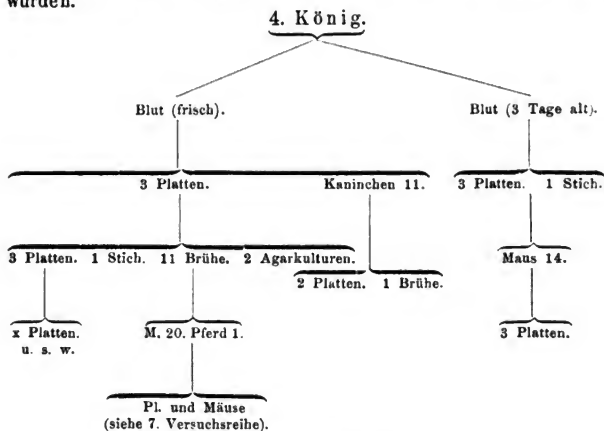 wurden.
4. König.
Blut (frisch). Blut (3 Tage alt).
3 Platten. Kaninchen 11. 3 Platten. 1 Stich.
3 Platten. 1 Stich. 11 Brühe. 2 Agarkulturen. Maus 14.
2 Platten. 1 Brühe.
x Platten. M. 20. Pferd 1. 3 Platten.
u. s. w.
Pl. und Mäuse
(siehe 7. Versuchsreihe).